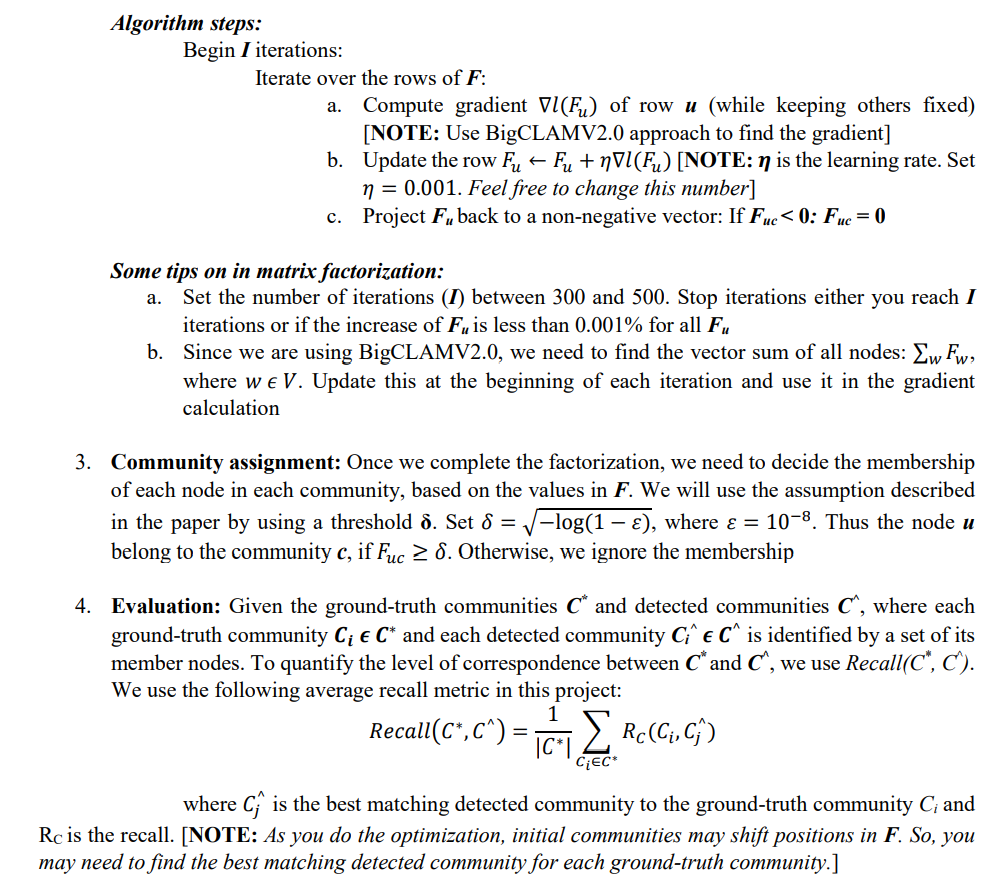 Algorithm steps:
Begin I iterations:
Iterate over the rows of F:
a. Compute gradient ∇l(Fᵤ) of row u (while keeping others fixed)
[NOTE: Use BigCLAMV2.0 approach to find the gradient]
b. Update the row Fᵤ ← Fᵤ + η∇l(Fᵤ) [NOTE: η is the learning rate. Set
η = 0.001. Feel free to change this number]
c. Project Fᵤ back to a non-negative vector: If F_uc < 0: F_uc = 0
Some tips on in matrix factorization:
a. Set the number of iterations (I) between 300 and 500. Stop iterations either you reach I
iterations or if the increase of Fᵤ is less than 0.001% for all Fᵤ
b. Since we are using BigCLAMV2.0, we need to find the vector sum of all nodes: ∑_w F_w,
where w ϵ V. Update this at the beginning of each iteration and use it in the gradient
calculation
3. Community assignment: Once we complete the factorization, we need to decide the membership
of each node in each community, based on the values in F. We will use the assumption described
in the paper by using a threshold δ. Set δ = √(−log(1 − ε)), where ε = 10⁻⁸. Thus the node u
belong to the community c, if F_uc ≥ δ. Otherwise, we ignore the membership
4. Evaluation: Given the ground-truth communities C* and detected communities C^, where each
ground-truth community C_i ϵ C* and each detected community C_i^ ϵ C^ is identified by a set of its
member nodes. To quantify the level of correspondence between C* and C^, we use Recall(C*, C^).
We use the following average recall metric in this project:
Recall(C*, C^) = 1/|C*| ∑_{C_i∈C*} R_C(C_i, C_j^)
where C_j^ is the best matching detected community to the ground-truth community C_i and
R_C is the recall. [NOTE: As you do the optimization, initial communities may shift positions in F. So, you
may need to find the best matching detected community for each ground-truth community.]